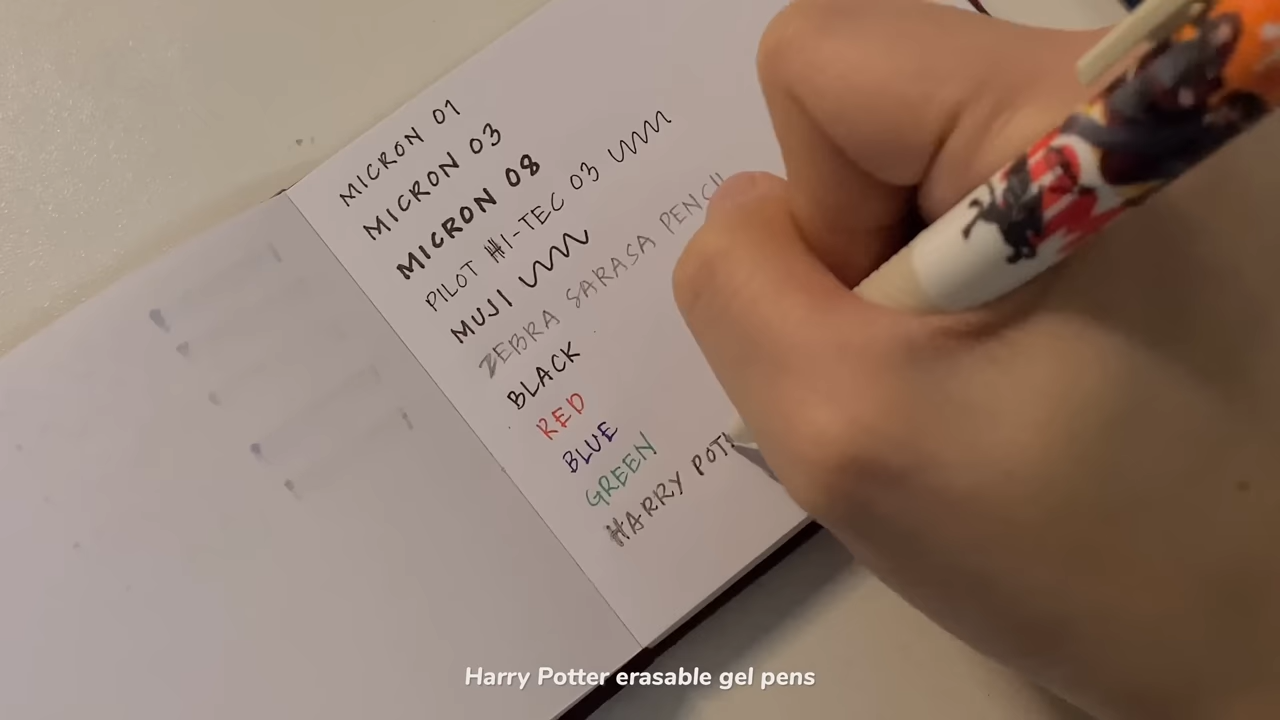 MICRON 01
MICRON 03
MICRON 08
PILOT HI-TEC 03
MUJI
ZEBRA SARASA PENCIL
BLACK
RED
BLUE
GREEN
HARRY POT
Harry Potter erasable gel pens